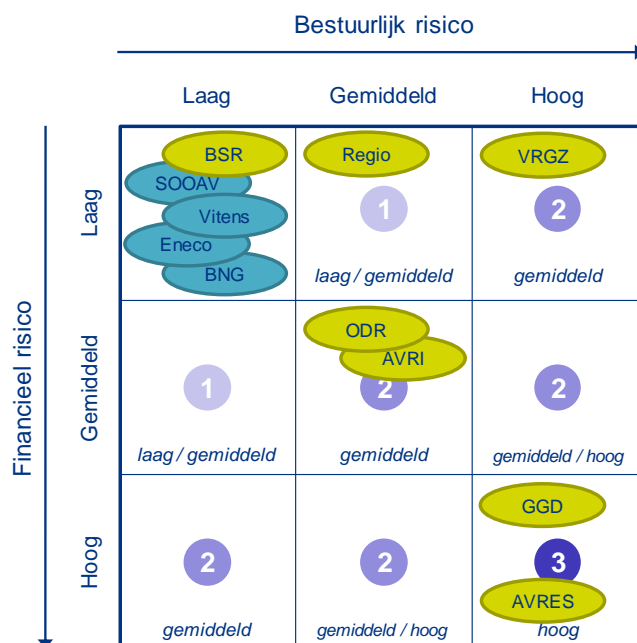 Bestuurlijk risico
Laag Gemiddeld Hoog
Financieel risico
Laag
BSR
SOOAV
Vitens
Eneco
BNG
Regio
1
laag / gemiddeld
VRGZ
2
gemiddeld
Gemiddeld
1
laag / gemiddeld
ODR
AVRI
2
gemiddeld
2
gemiddeld / hoog
Hoog
2
gemiddeld
2
gemiddeld / hoog
GGD
3
AVRES
hoog